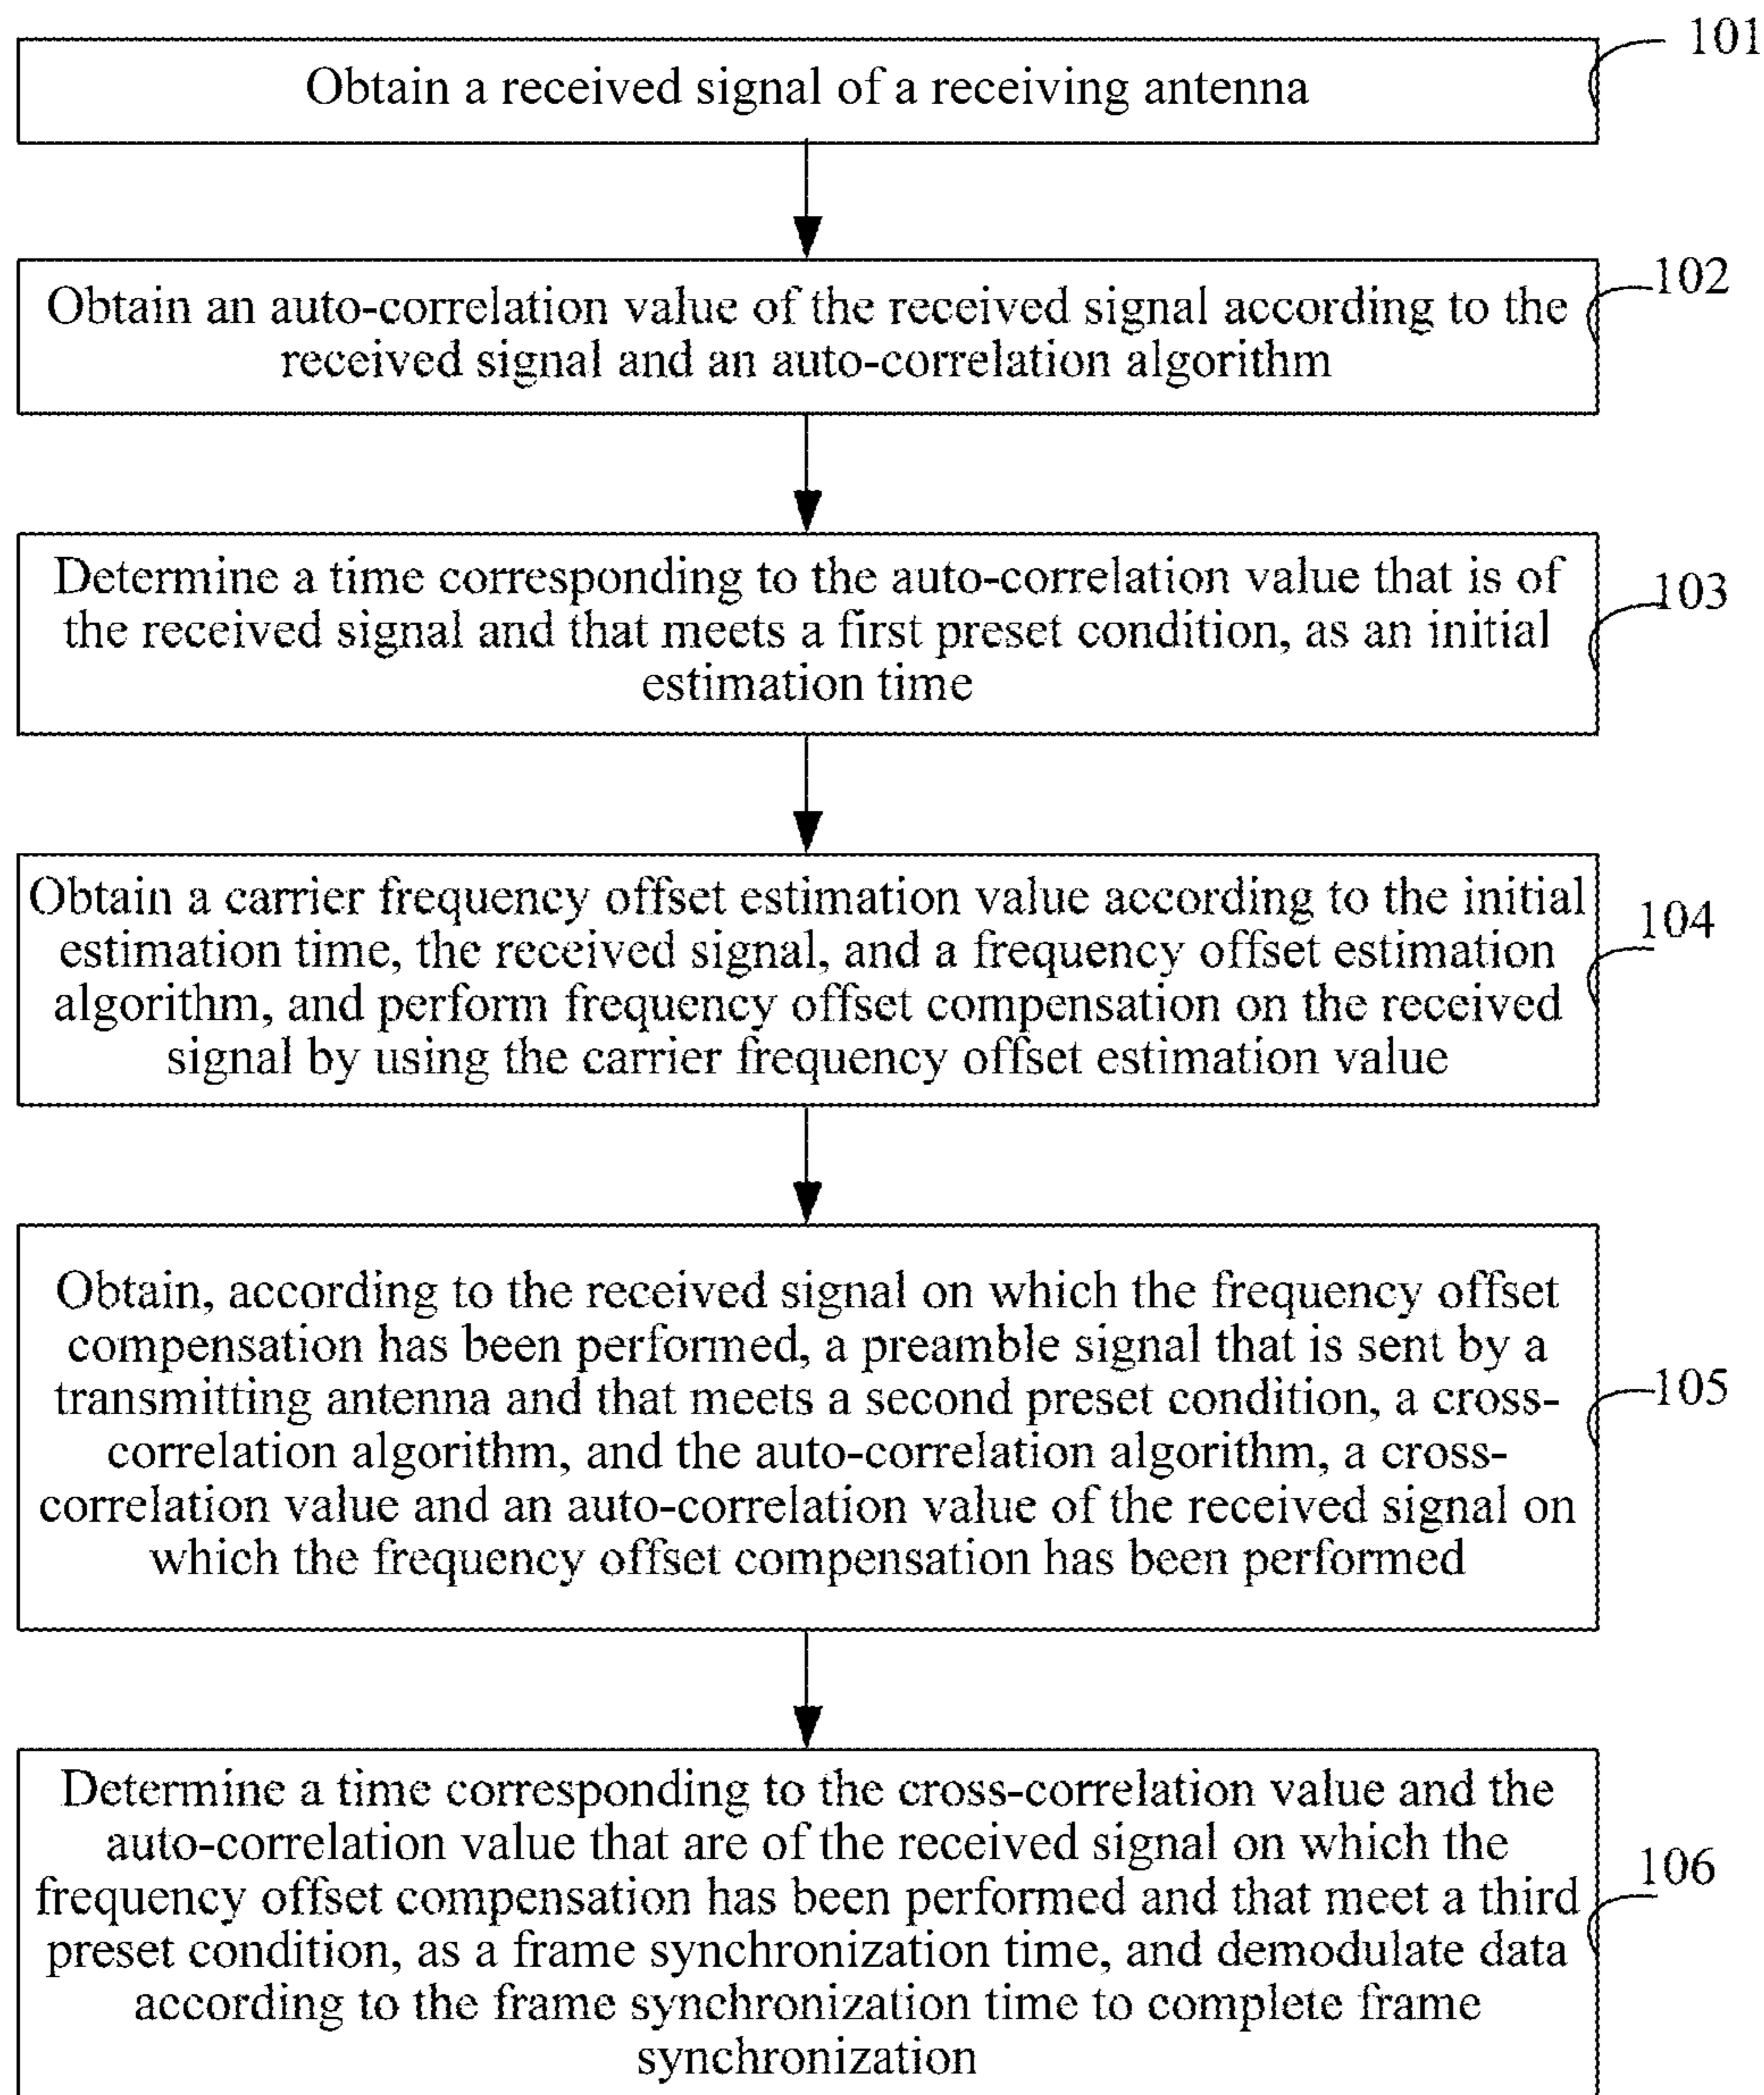 101
Obtain a received signal of a receiving antenna
102
Obtain an auto-correlation value of the received signal according to the
received signal and an auto-correlation algorithm
103
Determine a time corresponding to the auto-correlation value that is of
the received signal and that meets a first preset condition, as an initial
estimation time
104
Obtain a carrier frequency offset estimation value according to the initial
estimation time, the received signal, and a frequency offset estimation
algorithm, and perform frequency offset compensation on the received
signal by using the carrier frequency offset estimation value
105
Obtain, according to the received signal on which the frequency offset
compensation has been performed, a preamble signal that is sent by a
transmitting antenna and that meets a second preset condition, a cross-
correlation algorithm, and the auto-correlation algorithm, a cross-
correlation value and an auto-correlation value of the received signal on
which the frequency offset compensation has been performed
106
Determine a time corresponding to the cross-correlation value and the
auto-correlation value that are of the received signal on which the
frequency offset compensation has been performed and that meet a third
preset condition, as a frame synchronization time, and demodulate data
according to the frame synchronization time to complete frame
synchronization